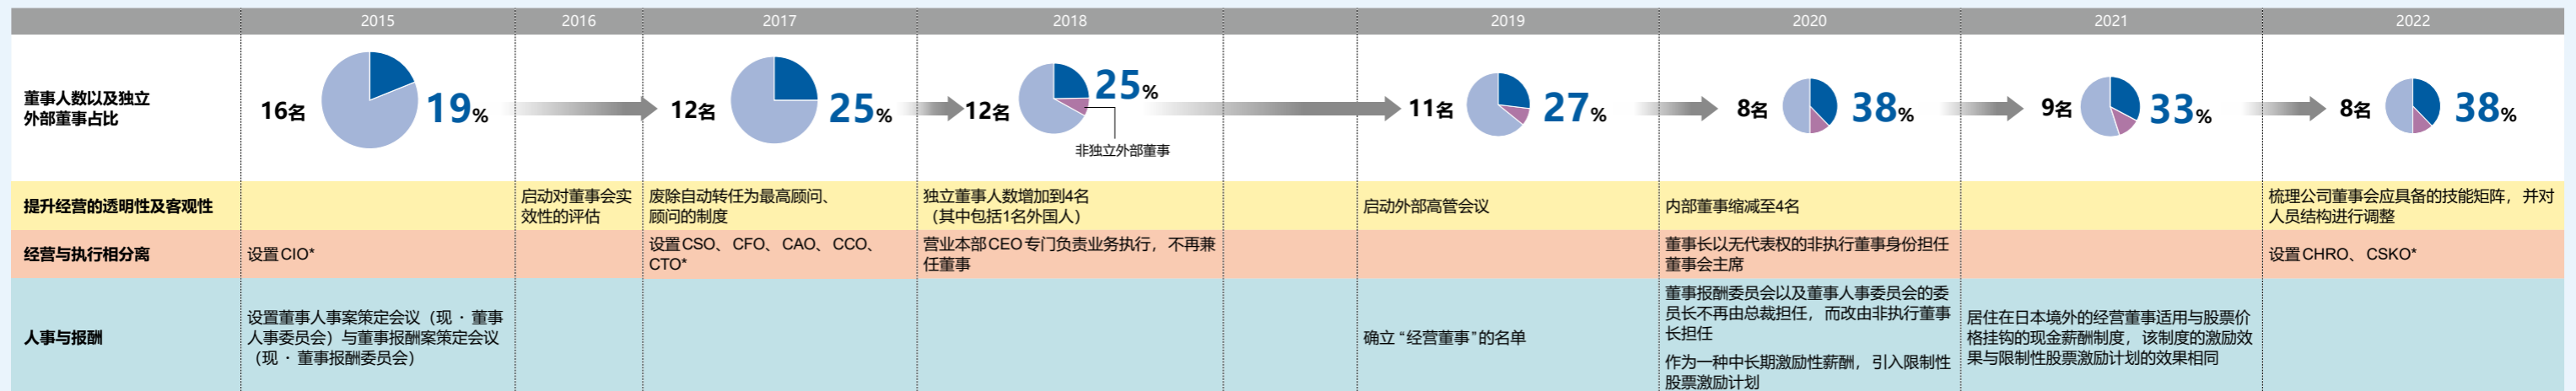 2015 2016 2017 2018 2019 2020 2021 2022
董事人数以及独立
外部董事占比
16名 19%
12名 25%
12名 25%
非独立外部董事
11名 27%
8名 38%
9名 33%
8名 38%
提升经营的透明性及客观性
启动对董事会实
效性的评估
废除自动转任为最高顾问、
顾问的制度
独立董事人数增加到4名
（其中包括1名外国人）
启动外部高管会议
内部董事缩减至4名
梳理公司董事会应具备的技能矩阵，并对
人员结构进行调整
经营与执行相分离
设置CIO*
设置CSO、CFO、CAO、CCO、
CTO*
营业本部CEO专门负责业务执行，不再兼
任董事
董事长以无代表权的非执行董事身份担任
董事会主席
设置CHRO、CSKO*
人事与报酬
设置董事人事案策定会议（现·董事
人事委员会）与董事报酬案策定会议
（现·董事报酬委员会）
确立“经营董事”的名单
董事报酬委员会以及董事人事委员会的委
员长不再由总裁担任，而改由非执行董事
长担任
作为一种中长期激励性薪酬，引入限制性
股票激励计划
居住在日本境外的经营董事适用与股票价
格挂钩的现金薪酬制度，该制度的激励效
果与限制性股票激励计划的效果相同